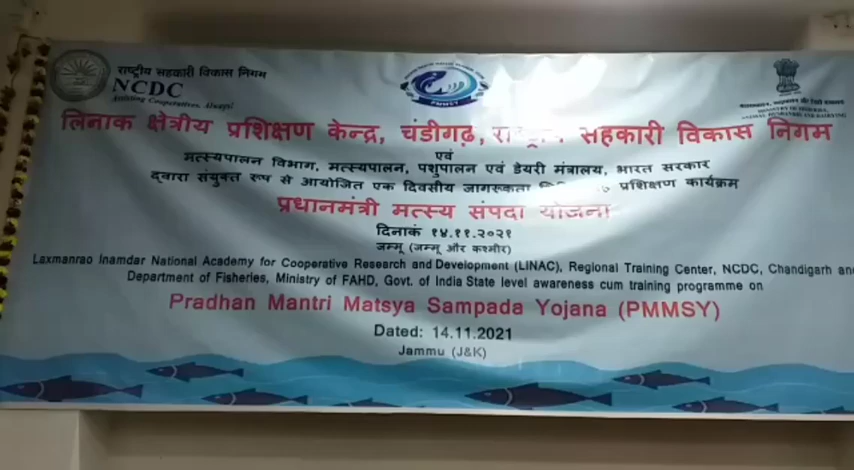 राष्ट्रीय सहकारी विकास निगम
NCDC
Assisting Cooperatives. Always!
PMMSY
लिनाक क्षेत्रीय प्रशिक्षण केन्द्र, चंडीगढ़, सहकारी विकास निगम
एवं
मत्स्यपालन विभाग, मत्स्यपालन, पशुपालन एवं डेयरी मंत्रालय, भारत सरकार
द्वारा संयुक्त रूप से आयोजित एक दिवसीय जागरूकता प्रशिक्षण कार्यक्रम
प्रधानमंत्री मत्स्य संपदा योजना
दिनाकं १४.११.२०२१
जम्मू (जम्मू और कश्मीर)
Laxmanrao Inamdar National Academy for Cooperative Research and Development (LINAC), Regional Training Center, NCDC, Chandigarh and
Department of Fisheries, Ministry of FAHD, Govt. of India State level awareness cum training programme on
Pradhan Mantri Matsya Sampada Yojana (PMMSY)
Dated: 14.11.2021
Jammu (J&K)